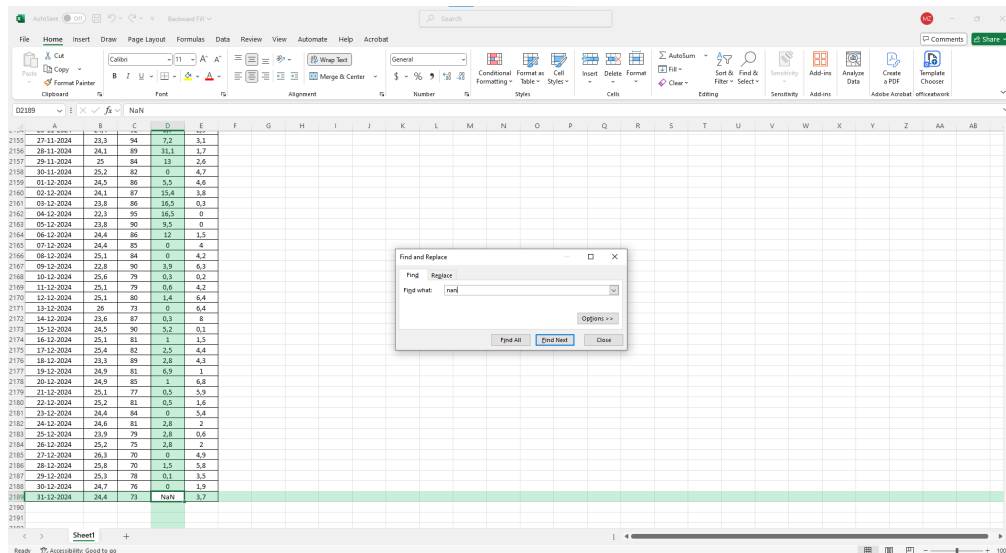 AutoSave Off Backward Fill Search MZ
File Home Insert Draw Page Layout Formulas Data Review View Automate Help Acrobat Comments Share
Paste Cut Copy Format Painter Clipboard
Calibri 11 A A B I U A Font
Wrap Text Merge & Center Alignment
General $ % 9 Number
Conditional Formatting Format as Table Cell Styles Styles
Insert Delete Format Cells
AutoSum Fill Clear Sort & Filter Find & Select Editing
Sensitivity Sensitivity
Add-ins Add-ins
Analyze Data
Create a PDF Adobe Acrobat
Template Chooser officeatwork
D2189 fx NaN
A B C D E F G H I J K L M N O P Q R S T U V W X Y Z AA AB
2155 27-11-2024 23,3 94 7,2 3,1
2156 28-11-2024 24,1 89 31,1 1,7
2157 29-11-2024 25 84 13 2,6
2158 30-11-2024 25,2 82 0 4,7
2159 01-12-2024 24,5 86 5,5 4,6
2160 02-12-2024 24,1 87 15,4 3,8
2161 03-12-2024 23,8 86 16,5 0,3
2162 04-12-2024 22,3 95 16,5 0
2163 05-12-2024 23,8 90 9,5 0
2164 06-12-2024 24,4 86 12 1,5
2165 07-12-2024 24,4 85 0 4
2166 08-12-2024 25,1 84 0 4,2
2167 09-12-2024 22,8 90 3,9 6,3
2168 10-12-2024 25,6 79 0,3 0,2
2169 11-12-2024 25,1 79 0,6 4,2
2170 12-12-2024 25,1 80 1,4 6,4
2171 13-12-2024 26 73 0 6,4
2172 14-12-2024 23,6 87 0,3 8
2173 15-12-2024 24,5 90 5,2 0,1
2174 16-12-2024 25,1 81 1 1,5
2175 17-12-2024 25,4 82 2,5 4,4
2176 18-12-2024 23,3 89 2,8 4,3
2177 19-12-2024 24,9 81 6,9 1
2178 20-12-2024 24,9 85 1 6,8
2179 21-12-2024 25,1 77 0,5 5,9
2180 22-12-2024 25,2 81 0,5 1,6
2181 23-12-2024 24,4 84 0 5,4
2182 24-12-2024 24,6 81 2,8 2
2183 25-12-2024 23,9 79 2,8 0,6
2184 26-12-2024 25,2 75 2,8 2
2185 27-12-2024 26,3 70 0 4,9
2186 28-12-2024 25,8 70 1,5 5,8
2187 29-12-2024 25,3 78 0,1 3,5
2188 30-12-2024 24,7 76 0 1,9
2189 31-12-2024 24,4 73 NaN 3,7
2190
2191
Find and Replace
Find Replace
Find what: nan
Options >>
Find All Find Next Close
Sheet1
Ready Accessibility: Good to go